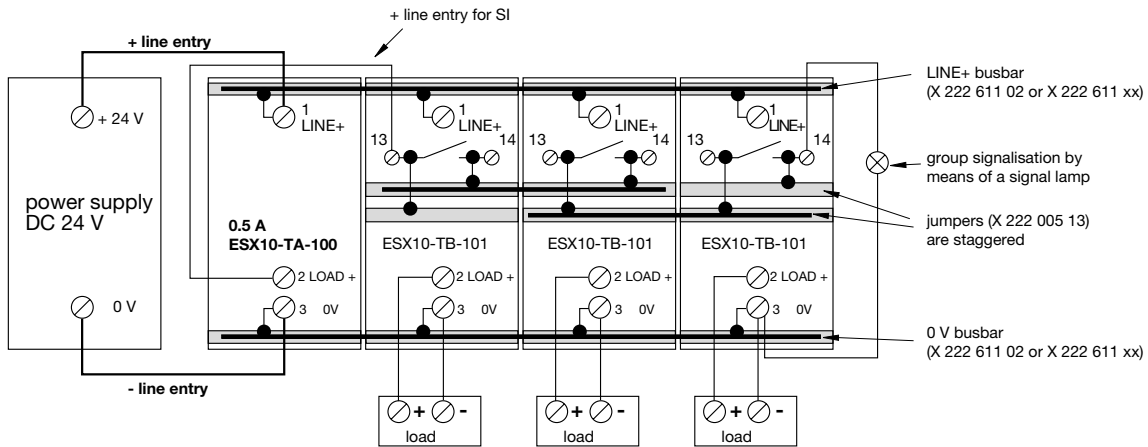 + line entry for SI
+ line entry
LINE+ busbar
(X 222 611 02 or X 222 611 xx)
+ 24 V
1
LINE+
1
LINE+
1
LINE+
1
LINE+
13
14
13
14
13
14
group signalisation by
means of a signal lamp
power supply
DC 24 V
0.5 A
ESX10-TA-100
ESX10-TB-101
ESX10-TB-101
ESX10-TB-101
jumpers (X 222 005 13)
are staggered
2 LOAD +
2 LOAD +
2 LOAD +
2 LOAD +
0 V
3 0V
3 0V
3 0V
3 0V
0 V busbar
(X 222 611 02 or X 222 611 xx)
- line entry
+ -
load
+ -
load
+ -
load